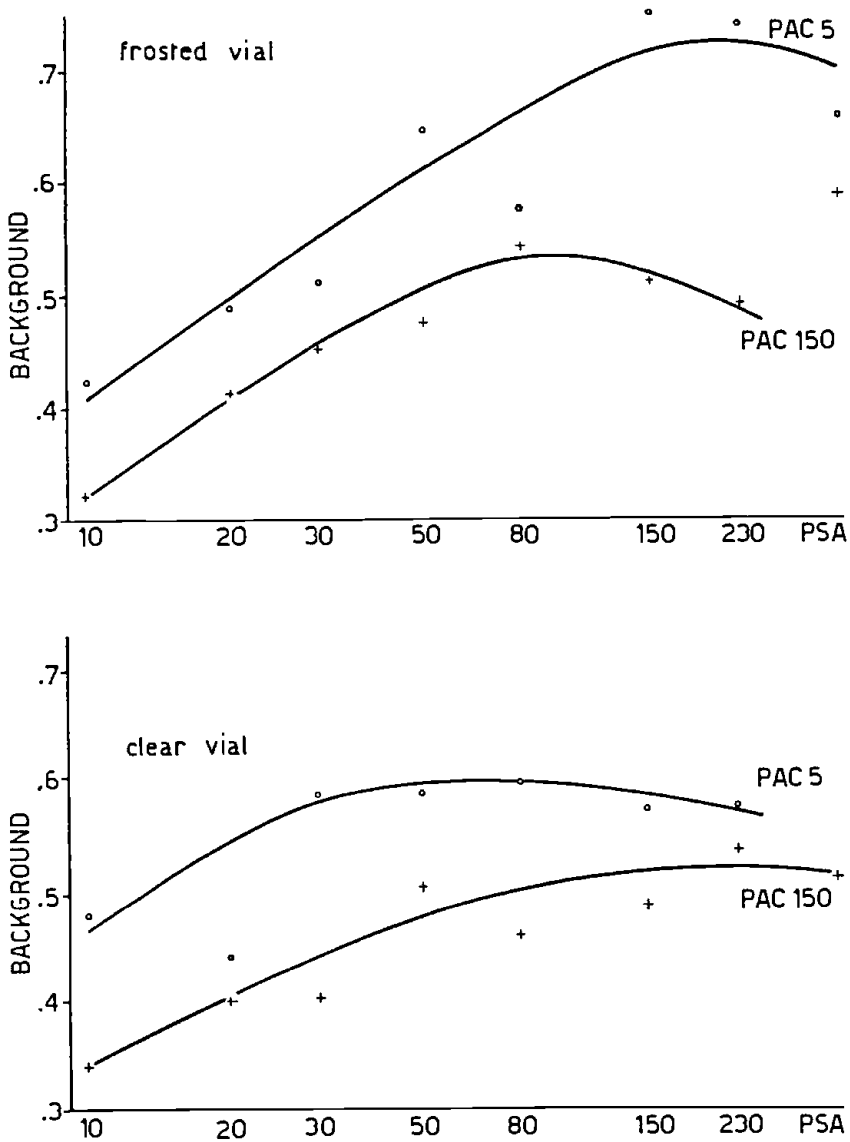 frosted vial
PAC 5
.7
.6
BACKGROUND
.5
PAC 150
.4
.3
10 20 30 50 80 150 230 PSA
.7
clear vial
.6
PAC 5
BACKGROUND
.5
PAC 150
.4
.3
10 20 30 50 80 150 230 PSA